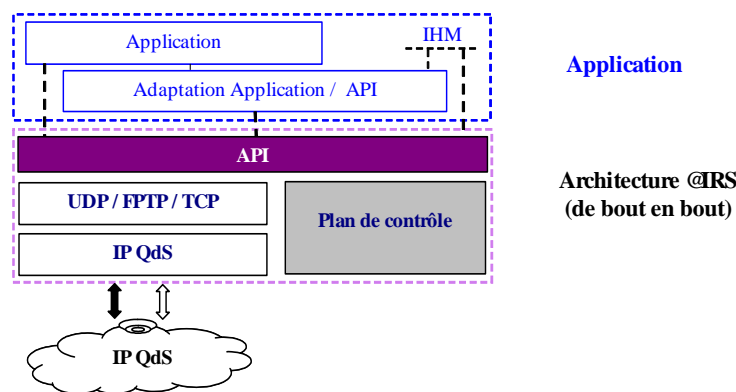 Application
IHM
Adaptation Application / API
Application
API
Architecture @IRS
(de bout en bout)
UDP / FPTP / TCP
Plan de contrôle
IP QdS
IP QdS